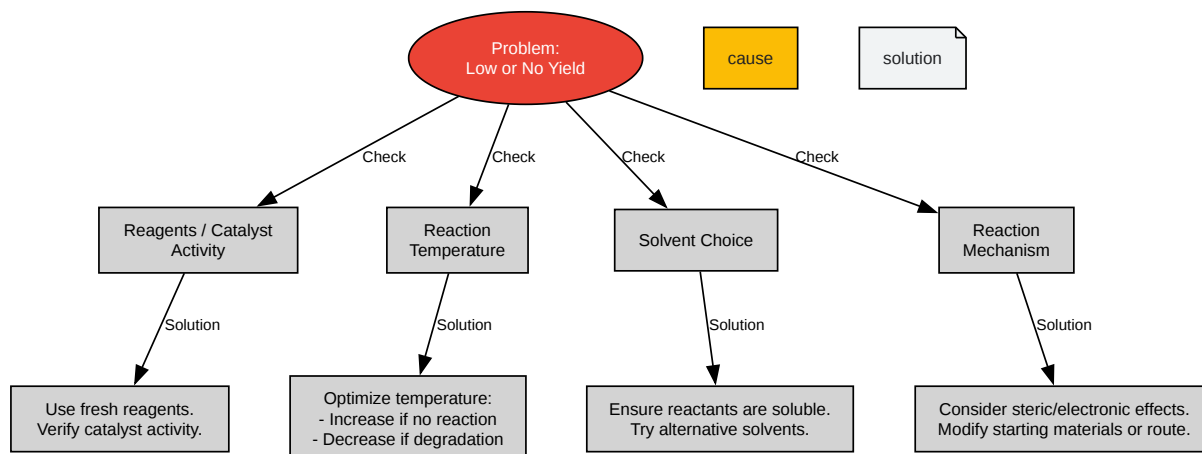 Problem:
Low or No Yield
cause
solution
Check
Check
Check
Check
Reagents / Catalyst
Activity
Reaction
Temperature
Solvent Choice
Reaction
Mechanism
Solution
Solution
Solution
Solution
Use fresh reagents.
Verify catalyst activity.
Optimize temperature:
- Increase if no reaction
- Decrease if degradation
Ensure reactants are soluble.
Try alternative solvents.
Consider steric/electronic effects.
Modify starting materials or route.